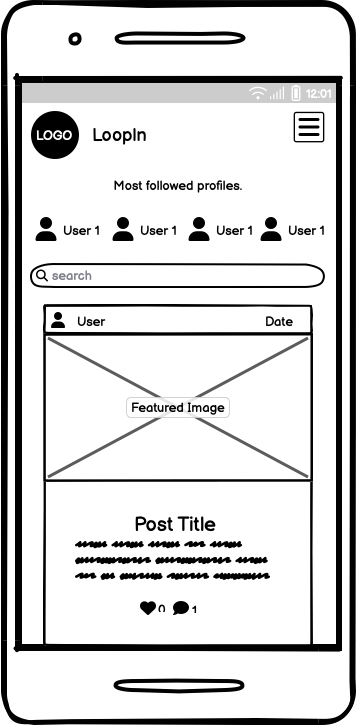 12:01
LOGO LoopIn
Most followed profiles.
User 1 User 1 User 1 User 1
search
User Date
Featured Image
Post Title
0 1